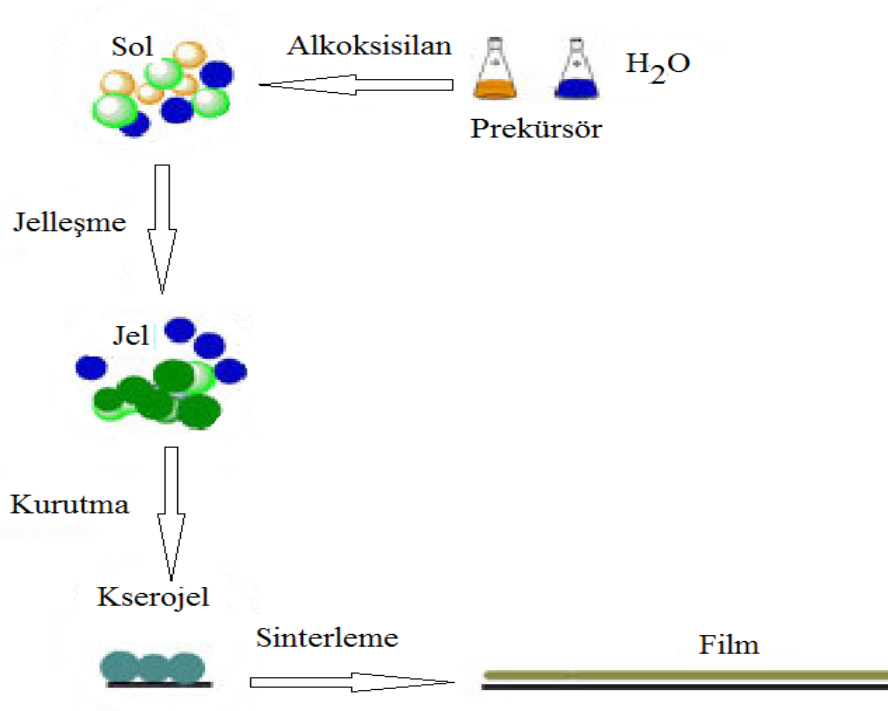 Sol
Alkoksisilan
H₂O
Prekürsör
Jelleşme
Jel
Kurutma
Kserojel
Sinterleme
Film